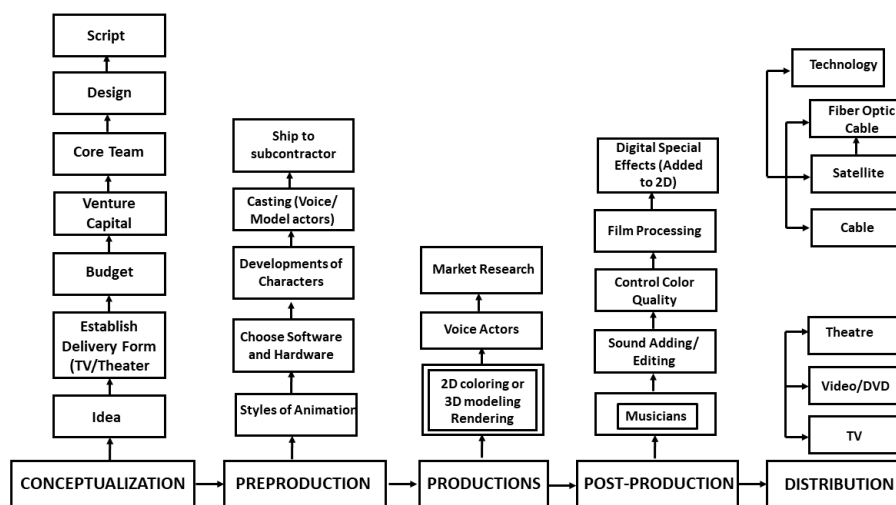 Script
Design
Core Team
Venture
Capital
Budget
Establish
Delivery Form
(TV/Theater
Idea
CONCEPTUALIZATION
Ship to
subcontractor
Casting (Voice/
Model actors)
Developments of
Characters
Choose Software
and Hardware
Styles of Animation
PREPRODUCTION
Market Research
Voice Actors
2D coloring or
3D modeling
Rendering
PRODUCTIONS
Digital Special
Effects (Added
to 2D)
Film Processing
Control Color
Quality
Sound Adding/
Editing
Musicians
POST-PRODUCTION
Technology
Fiber Optic
Cable
Satellite
Cable
Theatre
Video/DVD
TV
DISTRIBUTION